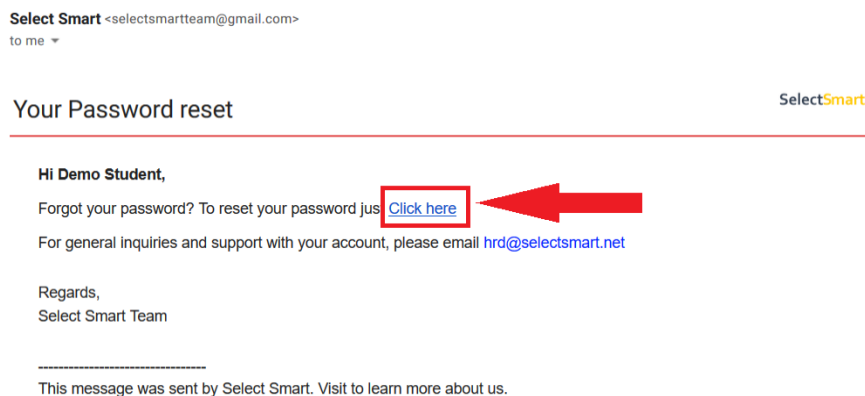 Select Smart <selectsmartteam@gmail.com>
to me
SelectSmart
Your Password reset
Hi Demo Student,
Forgot your password? To reset your password jus Click here
For general inquiries and support with your account, please email hrd@selectsmart.net
Regards,
Select Smart Team
---------------------------------
This message was sent by Select Smart. Visit to learn more about us.